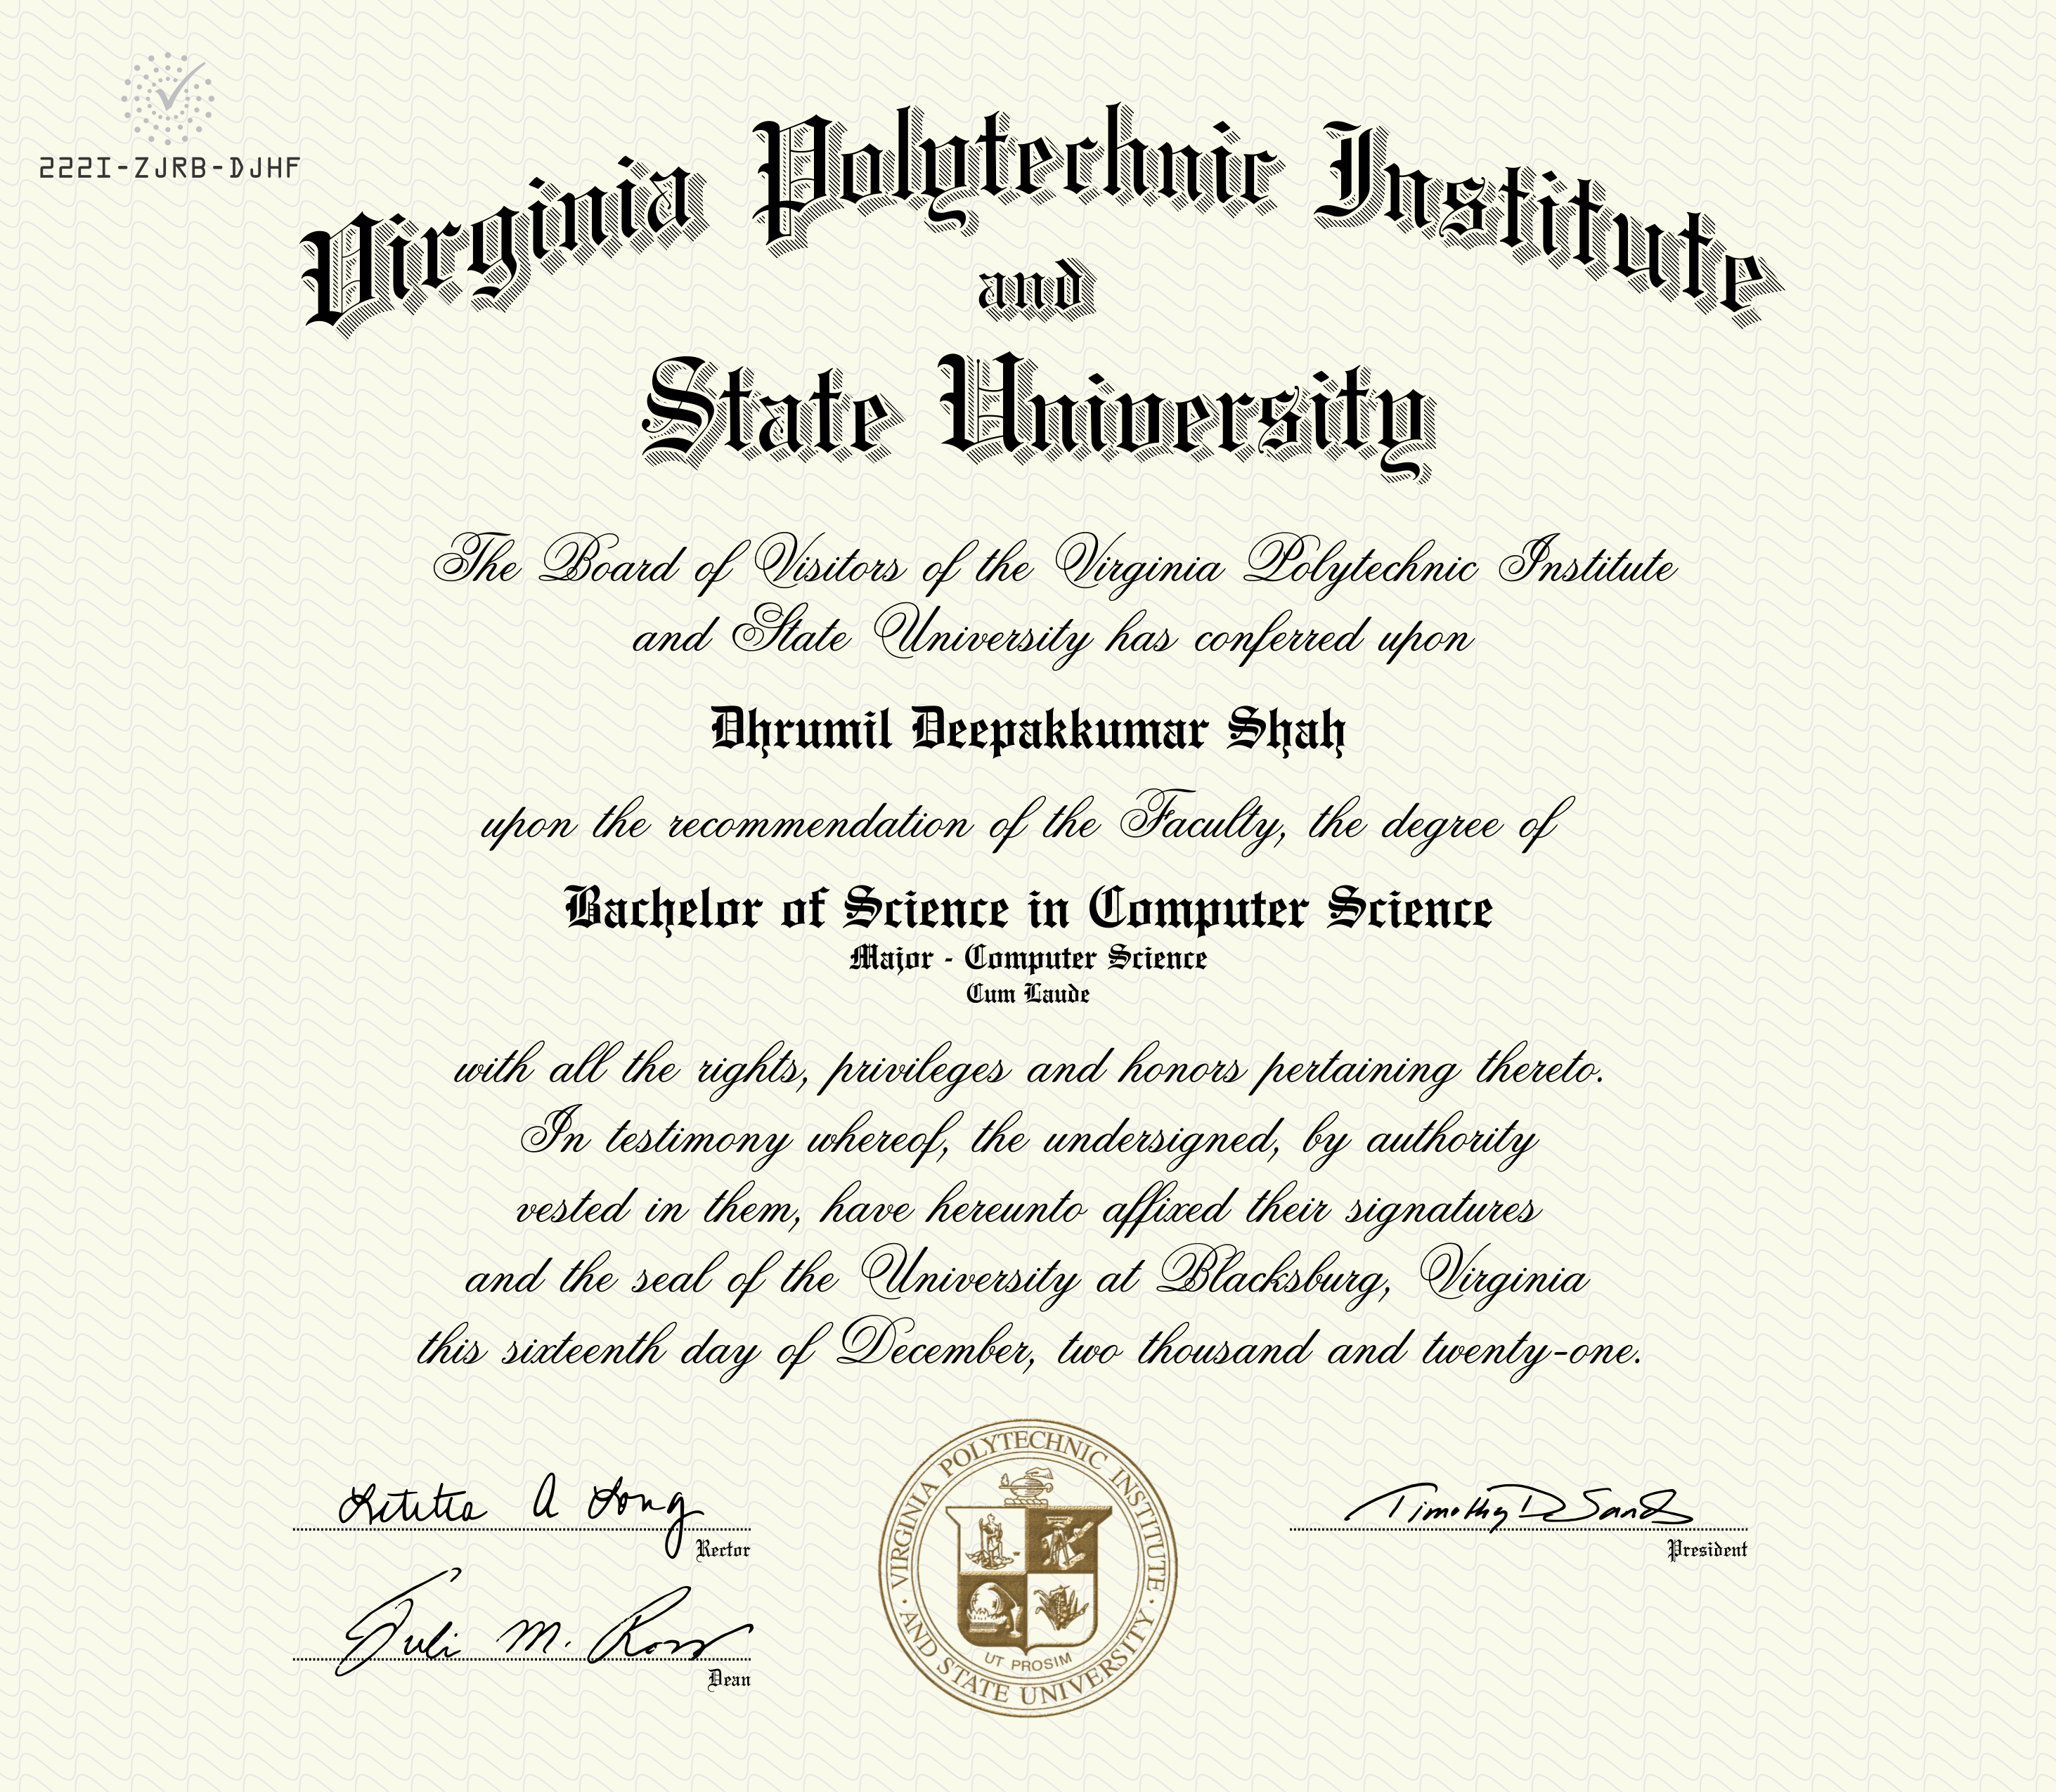 222I-ZJRB-DJHF
Virginia Polytechnic Institute
and
State University
The Board of Visitors of the Virginia Polytechnic Institute
and State University has conferred upon
Dhrumil Deepakkumar Shah
upon the recommendation of the Faculty, the degree of
Bachelor of Science in Computer Science
Major - Computer Science
Cum Laude
with all the rights, privileges and honors pertaining thereto.
In testimony whereof, the undersigned, by authority
vested in them, have hereunto affixed their signatures
and the seal of the University at Blacksburg, Virginia
this sixteenth day of December, two thousand and twenty-one.
Letitia A Long
Rector
Juli M. Ross
Dean
VIRGINIA POLYTECHNIC INSTITUTE
· AND STATE UNIVERSITY ·
UT PROSIM
Timothy D Sands
President